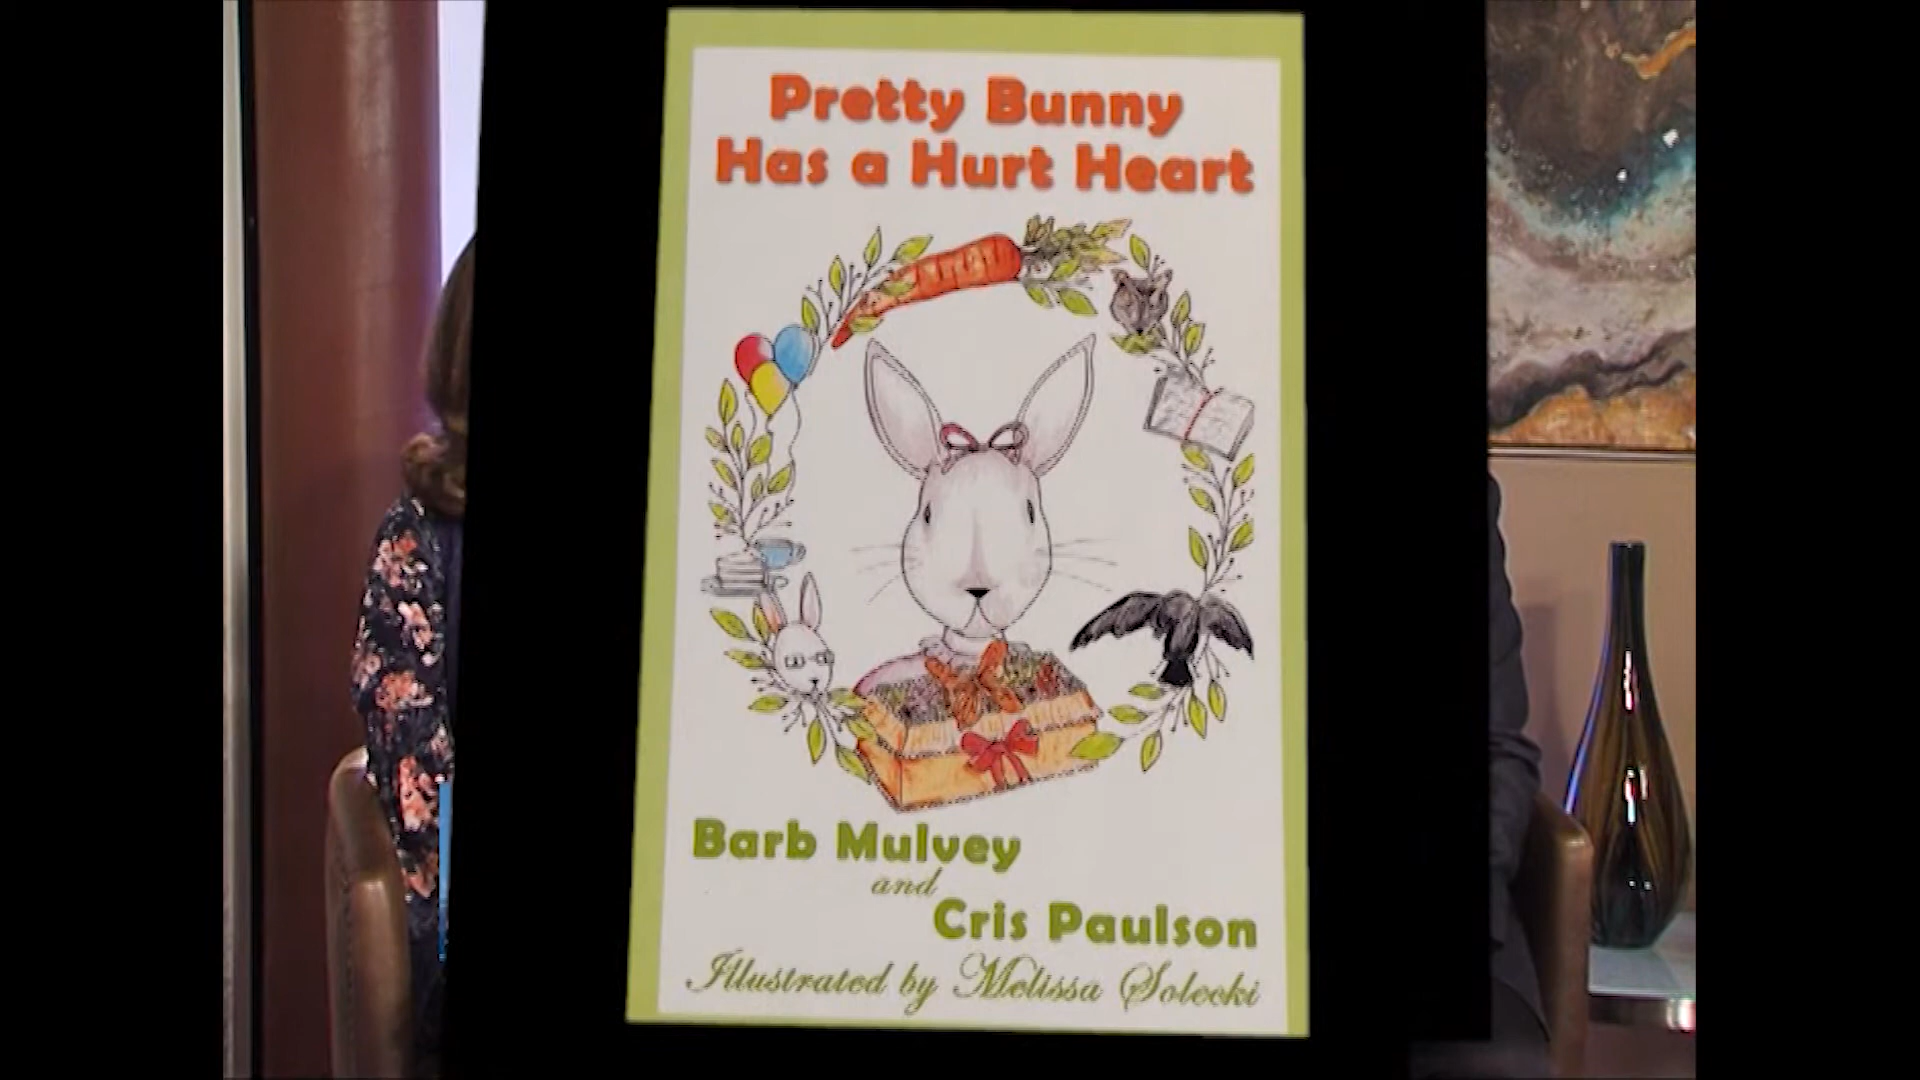 Pretty Bunny
Has a Hurt Heart
Barb Mulvey
and
Cris Paulson
Illustrated by Melissa Solecki